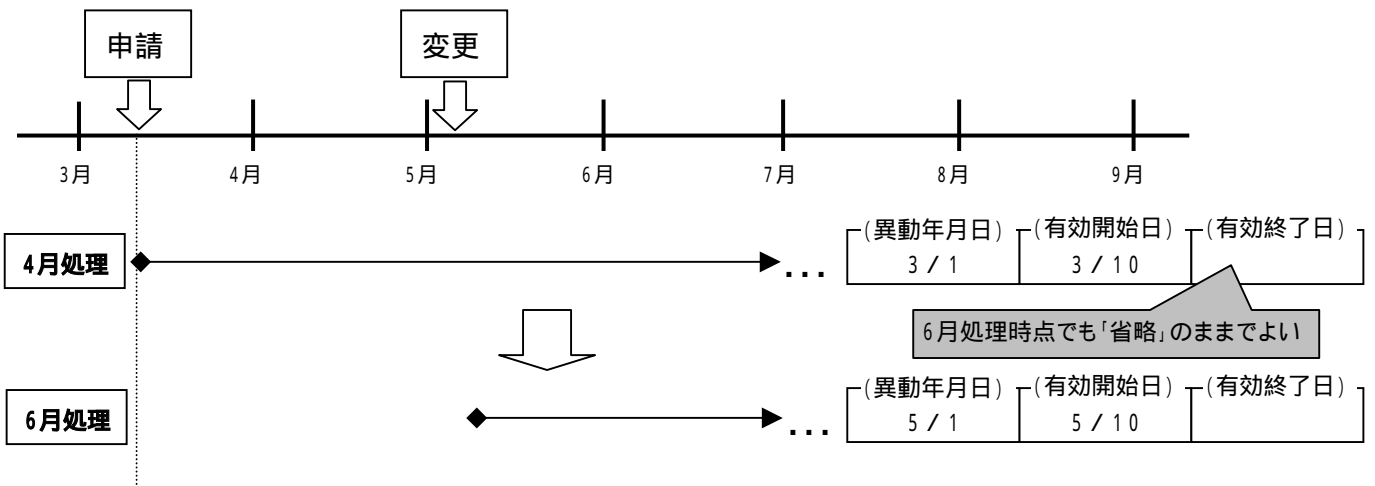 申請
変更
3月
4月
5月
6月
7月
8月
9月
(異動年月日) (有効開始日) (有効終了日)
4月処理
...
3/1
3/10
6月処理時点でも「省略」のままでよい
(異動年月日) (有効開始日) (有効終了日)
6月処理
...
5/1
5/10